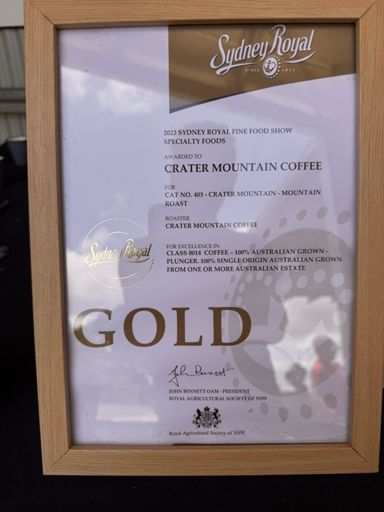 Sydney Royal
2023 SYDNEY ROYAL FINE FOOD SHOW
SPECIALTY FOODS
AWARDED TO
CRATER MOUNTAIN COFFEE
FOR
CAT NO. 403 - CRATER MOUNTAIN - MOUNTAIN
ROAST
ROASTER
CRATER MOUNTAIN COFFEE
FOR EXCELLENCE IN
CLASS 0014 COFFEE – 100% AUSTRALIAN GROWN -
PLUNGER. 100% SINGLE ORIGIN AUSTRALIAN GROWN
FROM ONE OR MORE AUSTRALIAN ESTATE
Sydney Royal
GOLD
JOHN BENNETT OAM - PRESIDENT
ROYAL AGRICULTURAL SOCIETY OF NSW
Royal Agricultural Society of NSW